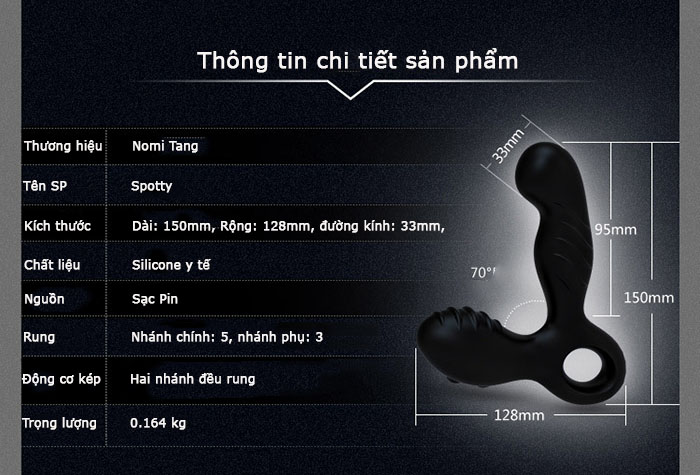 Thông tin chi tiết sản phẩm
Thương hiệu Nomi Tang
Tên SP Spotty
Kích thước Dài: 150mm, Rộng: 128mm, đường kính: 33mm,
Chất liệu Silicone y tế
Nguồn Sạc Pin
Rung Nhánh chính: 5, nhánh phụ: 3
Động cơ kép Hai nhánh đều rung
Trọng lượng 0.164 kg
33mm
95mm
70°
150mm
128mm